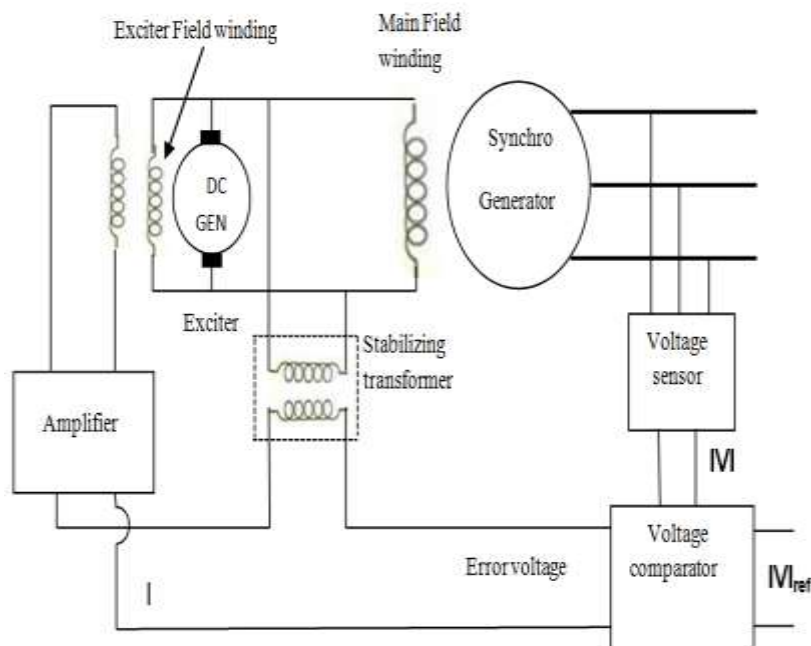 Exciter Field winding
Main Field
winding
Synchro
Generator
DC
GEN
Exciter
Stabilizing
transformer
Voltage
sensor
Amplifier
|V|
Voltage
comparator
Error voltage
|V|ref
|